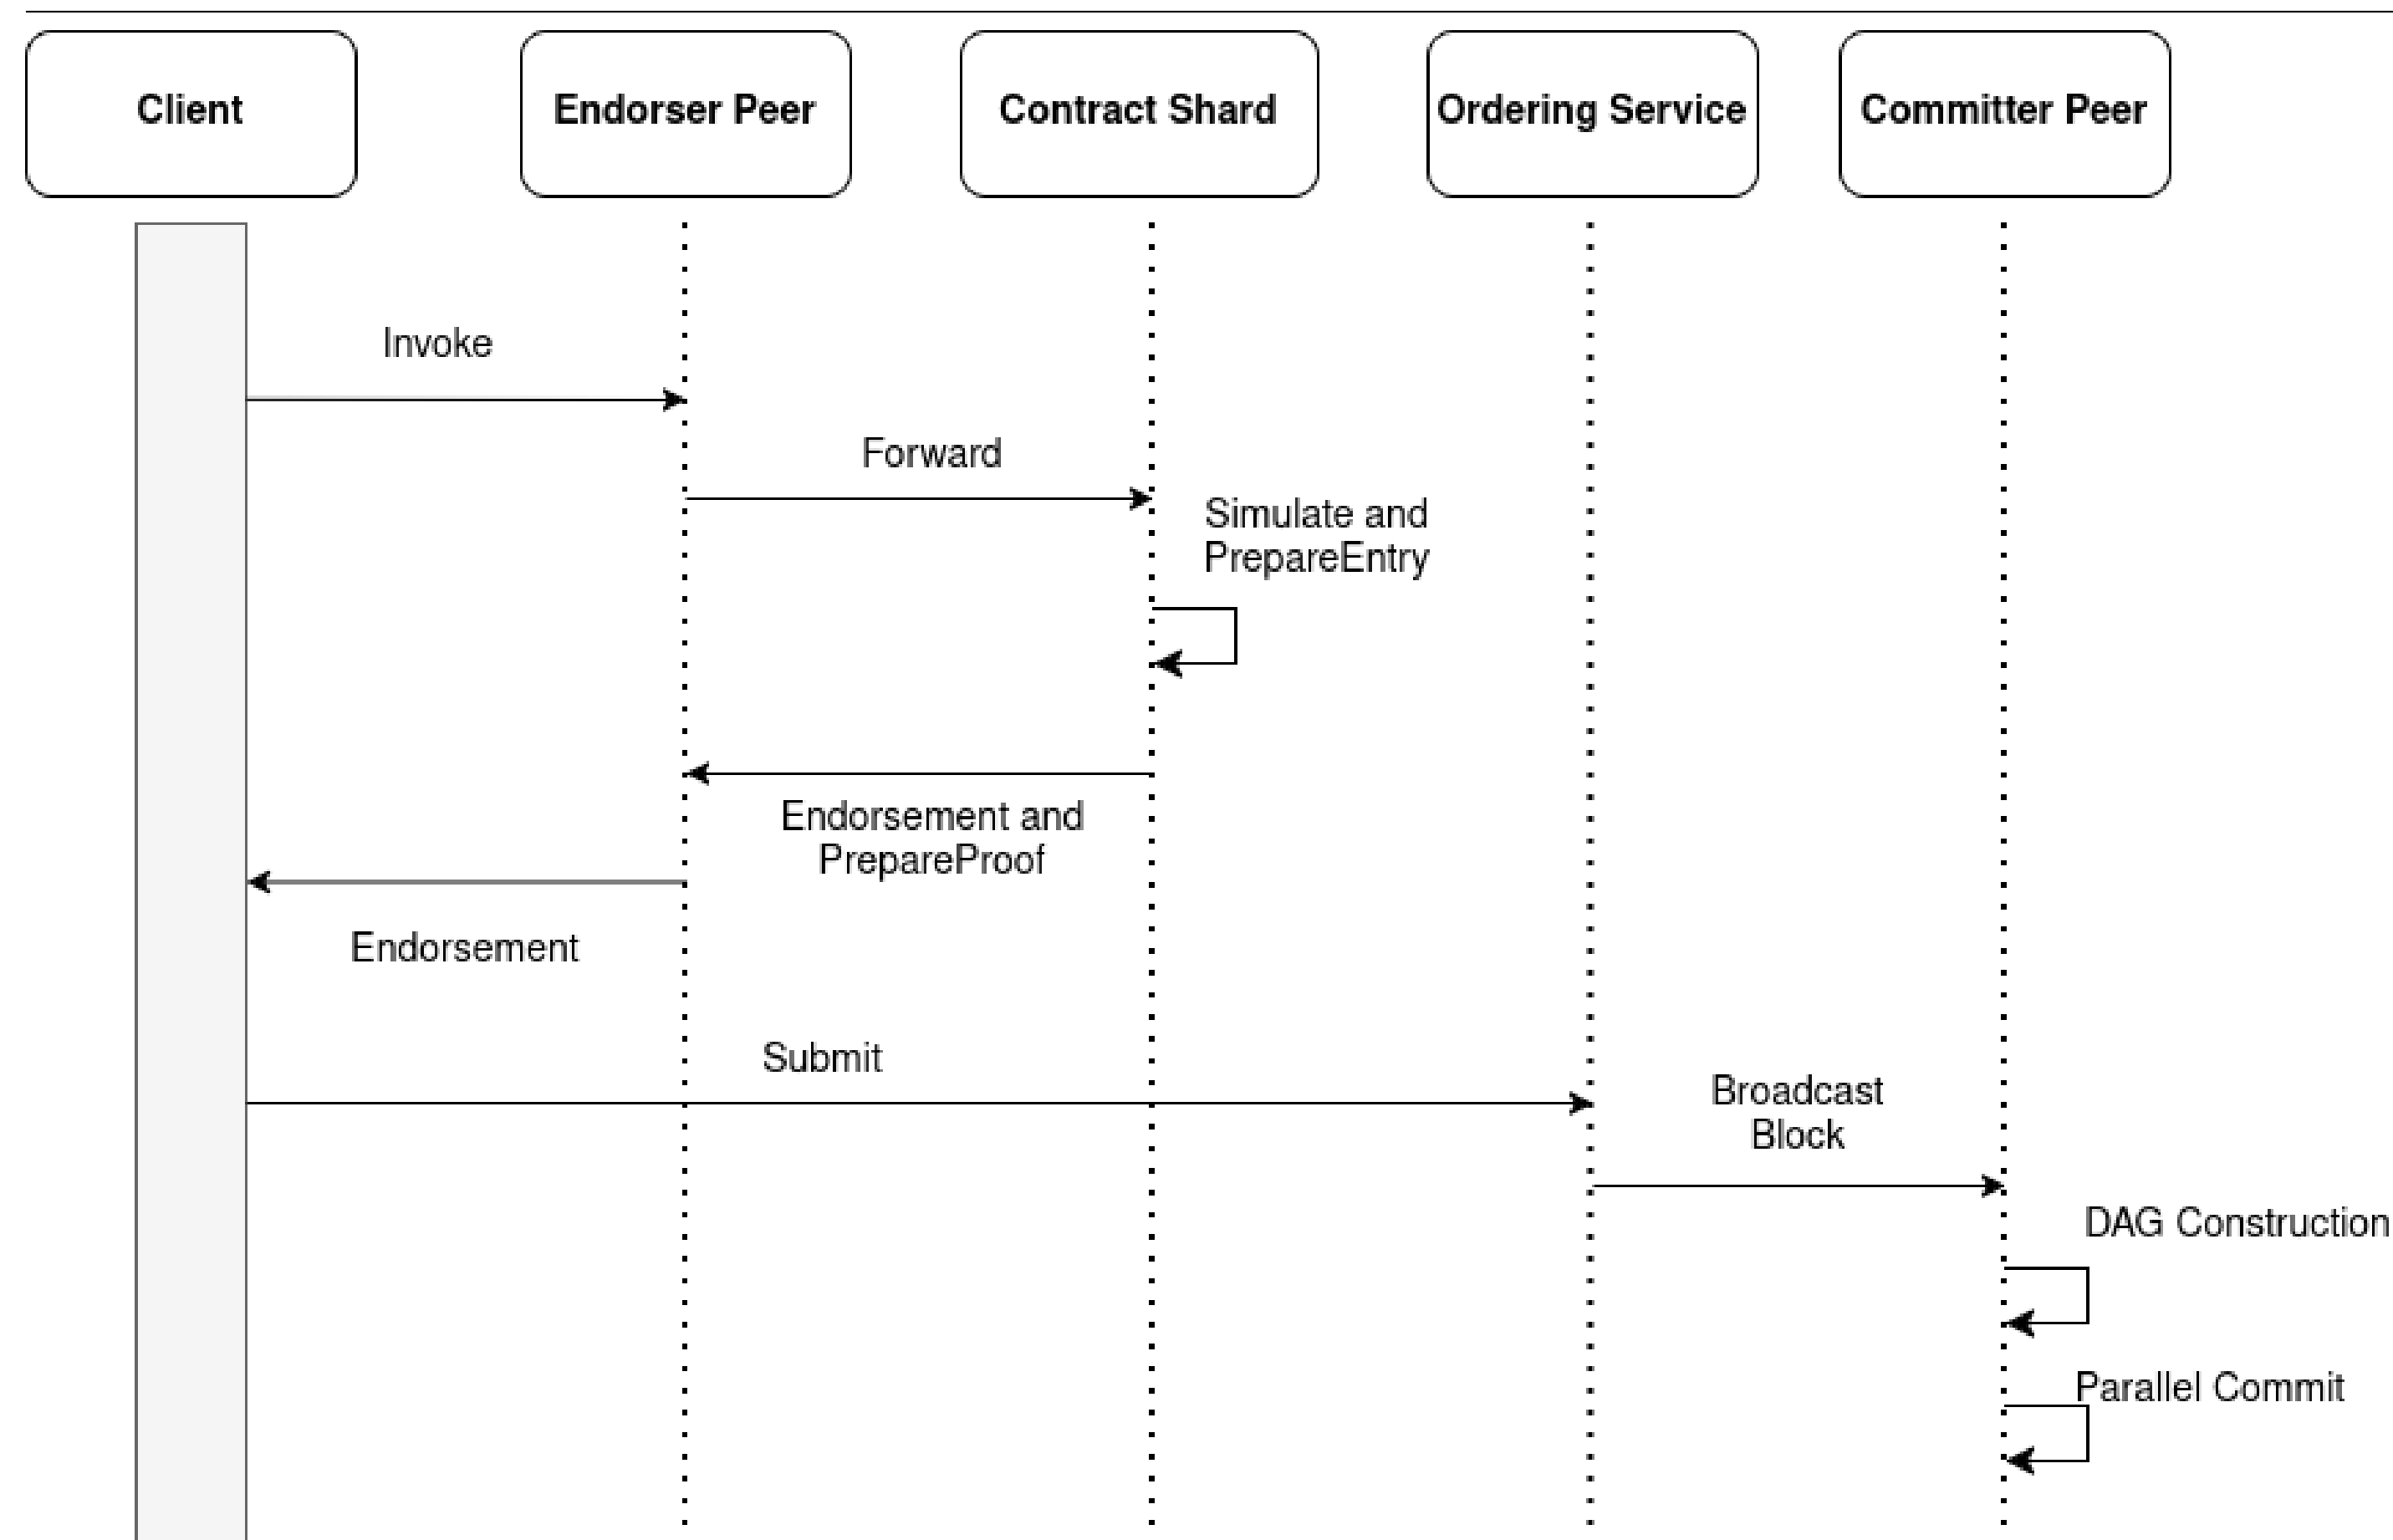 Client
Endorser Peer
Contract Shard
Ordering Service
Committer Peer
Invoke
Forward
Simulate and
PrepareEntry
Endorsement and
PrepareProof
Endorsement
Submit
Broadcast
Block
DAG Construction
Parallel Commit